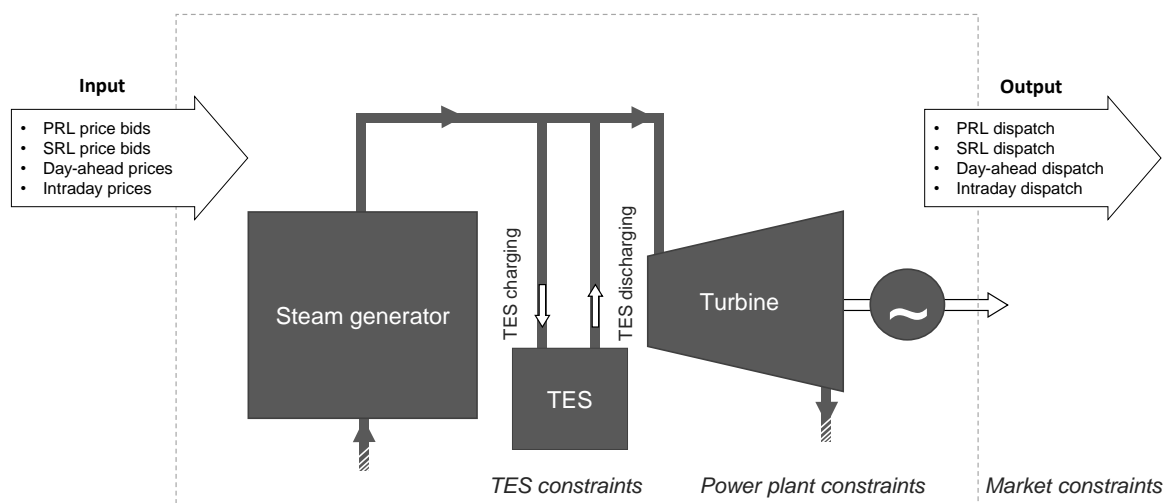 Input
• PRL price bids
• SRL price bids
• Day-ahead prices
• Intraday prices
Output
• PRL dispatch
• SRL dispatch
• Day-ahead dispatch
• Intraday dispatch
Steam generator
TES charging
TES discharging
TES
Turbine
~
TES constraints
Power plant constraints
Market constraints